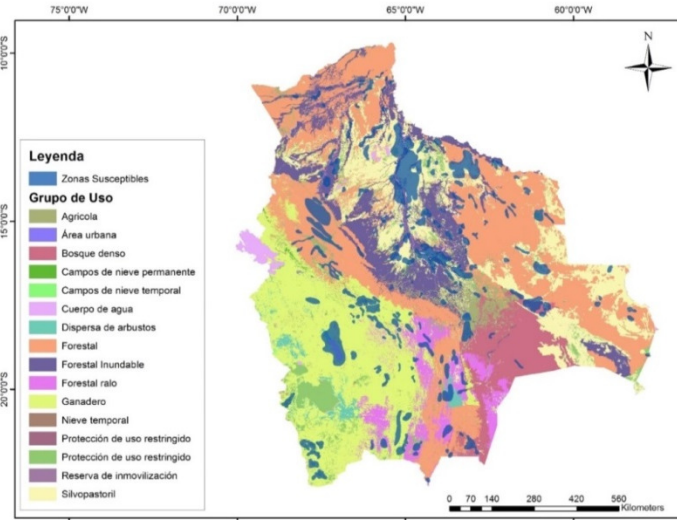 75°0'0"S
70°0'0"W
65°0'0"W
60°0'0"W
10°0'0"S
15°0'0"S
20°0'0"S
N
Leyenda
Zonas Susceptibles
Grupo de Uso
Agricola
Área urbana
Bosque denso
Campos de nieve permanente
Campos de nieve temporal
Cuerpo de agua
Dispersa de arbustos
Forestal
Forestal Inundable
Forestal ralo
Ganadero
Nieve temporal
Protección de uso restringido
Protección de uso restringido
Reserva de inmovilización
Silvopastoril
0 70 140 280 420 560
Kilometers